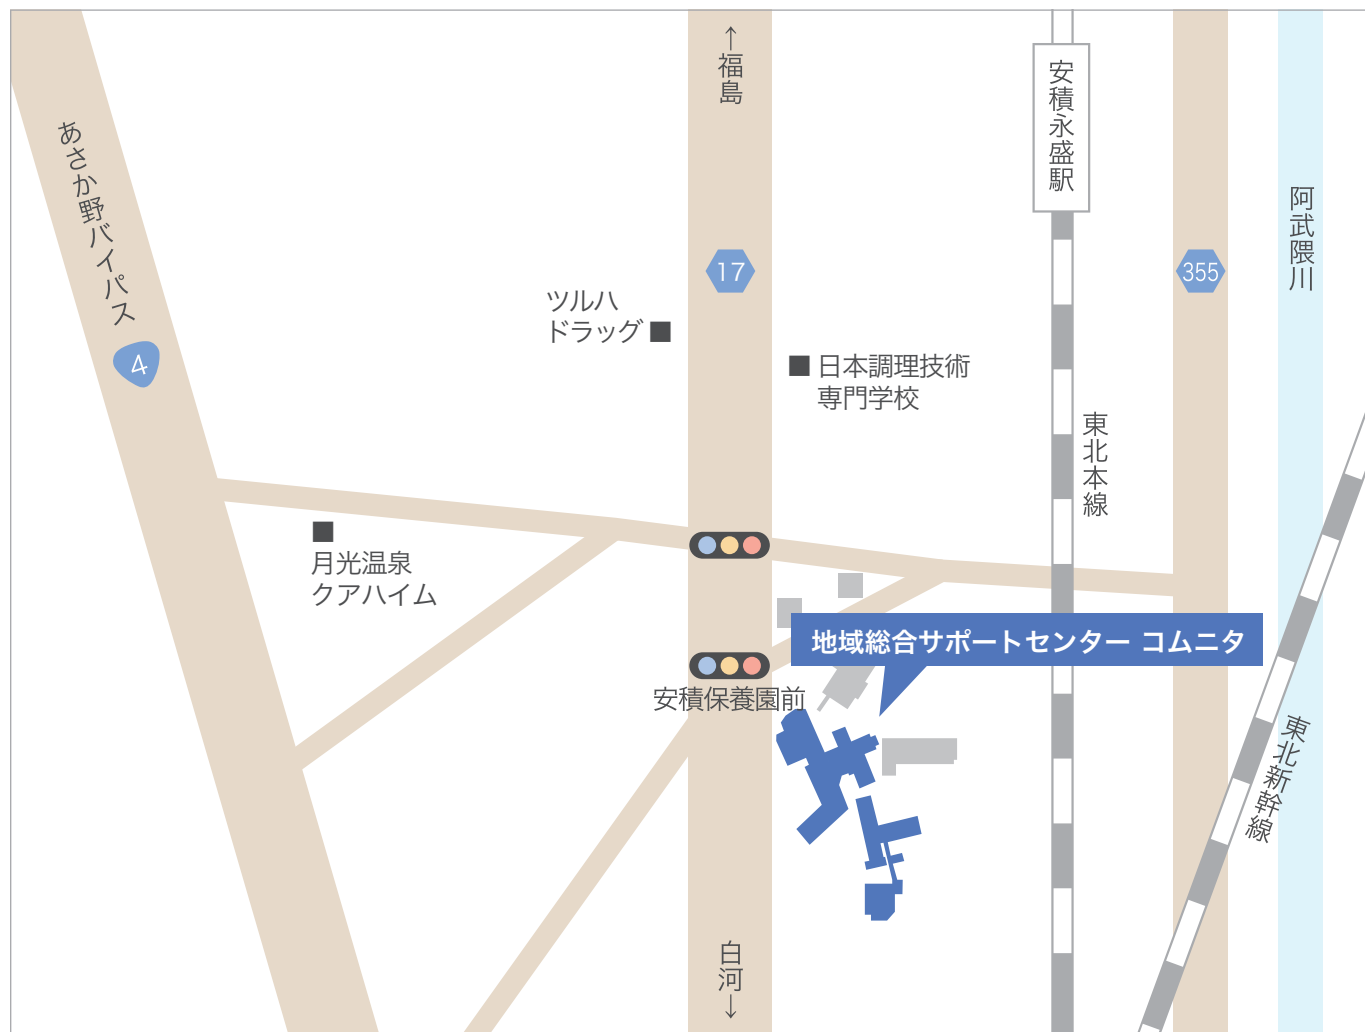 ↑福島
安積永盛駅
あさか野バイパス
4
17
355
阿武隈川
ツルハ
ドラッグ
日本調理技術
専門学校
東北本線
月光温泉
クアハイム
地域総合サポートセンター コムニタ
安積保養園前
東北新幹線
白河↓